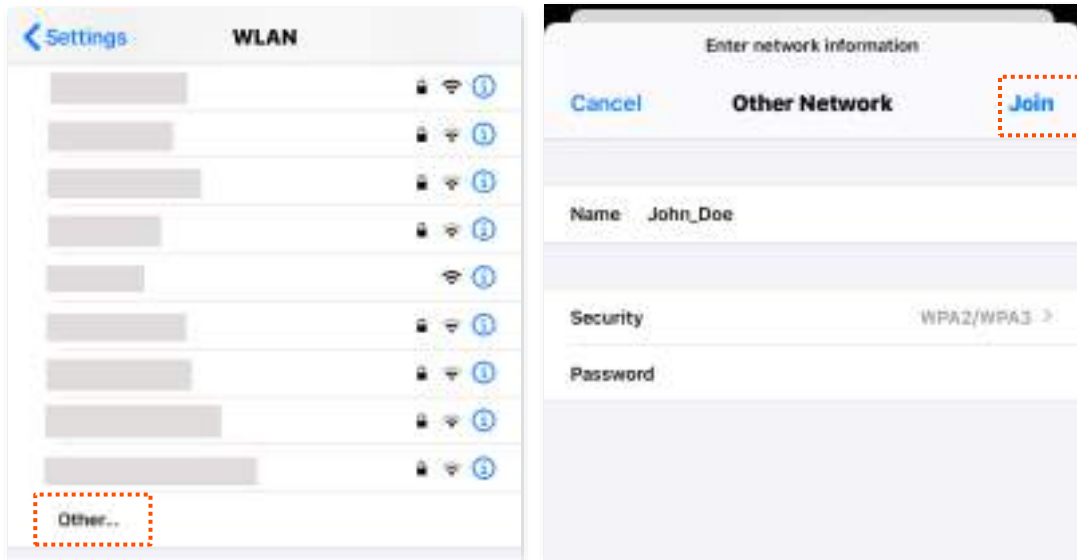 Settings
WLAN
Other...
Enter network information
Cancel
Other Network
Join
Name John_Doe
Security WPA2/WPA3
Password